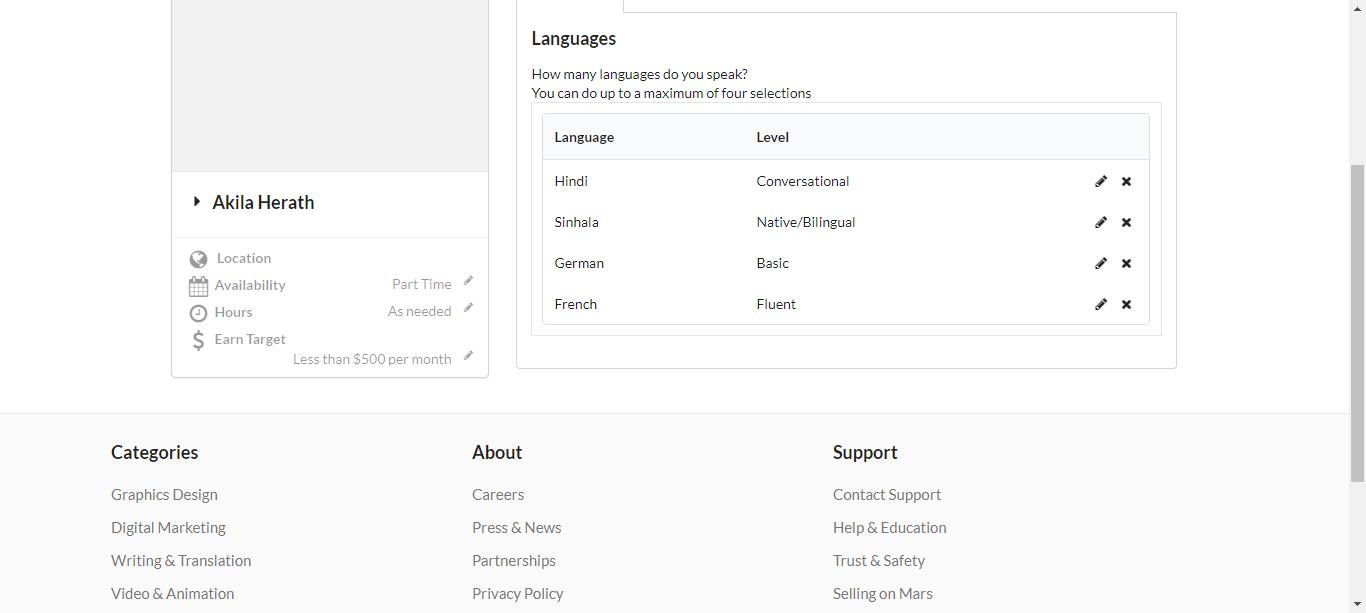 Akila Herath
Location
Availability Part Time
Hours As needed
Earn Target
Less than $500 per month
Languages
How many languages do you speak?
You can do up to a maximum of four selections
Language Level
Hindi Conversational
Sinhala Native/Bilingual
German Basic
French Fluent
Categories
Graphics Design
Digital Marketing
Writing & Translation
Video & Animation
About
Careers
Press & News
Partnerships
Privacy Policy
Support
Contact Support
Help & Education
Trust & Safety
Selling on Mars